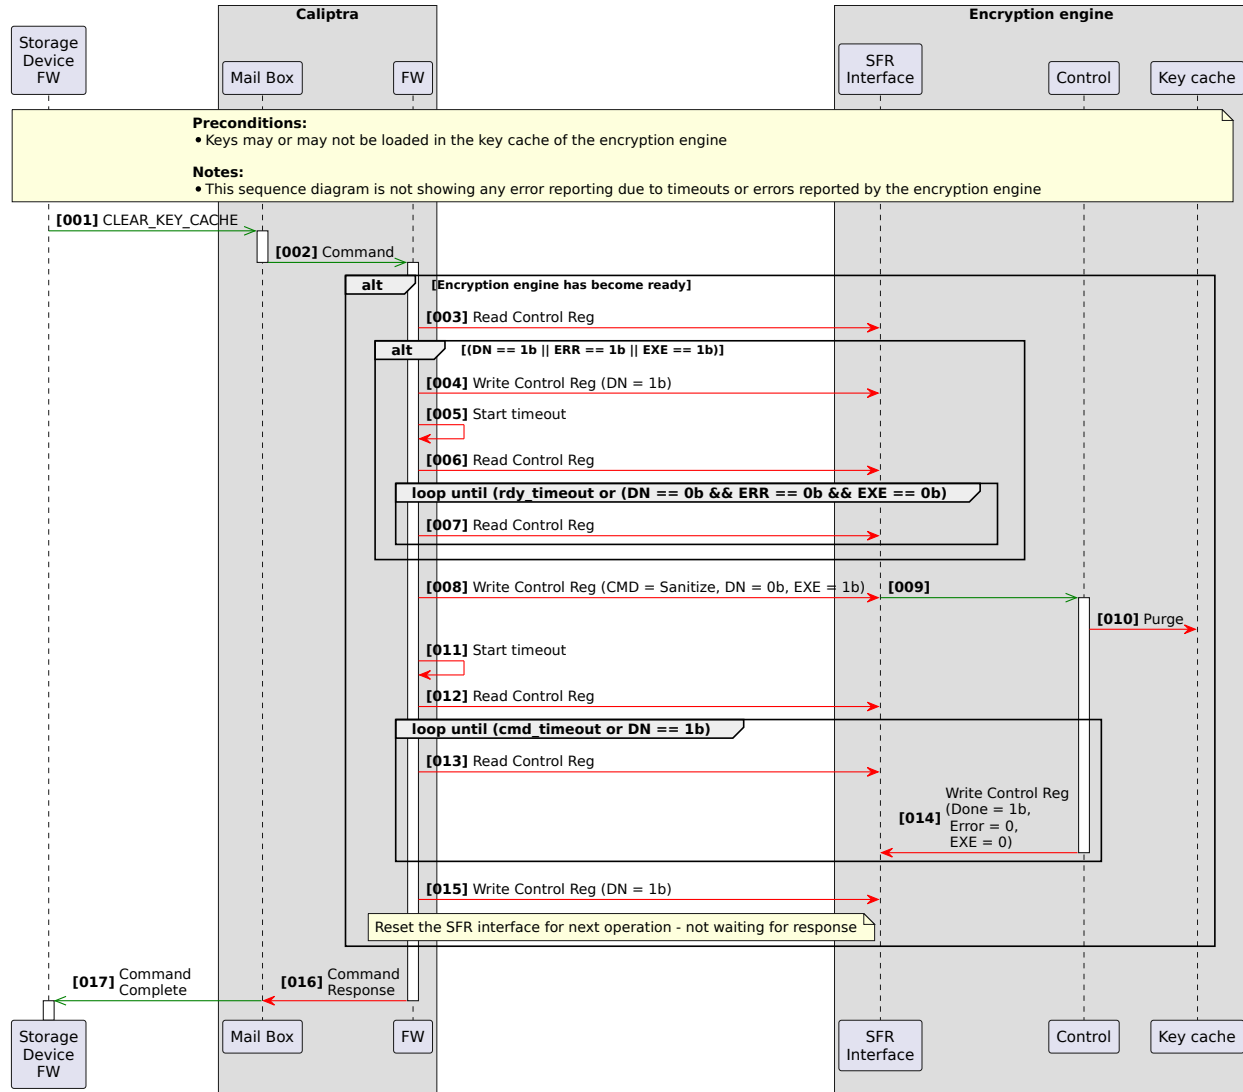 Caliptra
Encryption engine
Storage
Device
FW
Mail Box
FW
SFR
Interface
Control
Key cache
Preconditions:
• Keys may or may not be loaded in the key cache of the encryption engine
Notes:
• This sequence diagram is not showing any error reporting due to timeouts or errors reported by the encryption engine
[001] CLEAR_KEY_CACHE
[002] Command
alt [Encryption engine has become ready]
[003] Read Control Reg
alt [(DN == 1b || ERR == 1b || EXE == 1b)]
[004] Write Control Reg (DN = 1b)
[005] Start timeout
[006] Read Control Reg
loop until (rdy_timeout or (DN == 0b && ERR == 0b && EXE == 0b)
[007] Read Control Reg
[008] Write Control Reg (CMD = Sanitize, DN = 0b, EXE = 1b)
[009]
[010] Purge
[011] Start timeout
[012] Read Control Reg
loop until (cmd_timeout or DN == 1b)
[013] Read Control Reg
[014] Write Control Reg
(Done = 1b,
Error = 0,
EXE = 0)
[015] Write Control Reg (DN = 1b)
Reset the SFR interface for next operation - not waiting for response
[016] Command
Response
[017] Command
Complete
Storage
Device
FW
Mail Box
FW
SFR
Interface
Control
Key cache